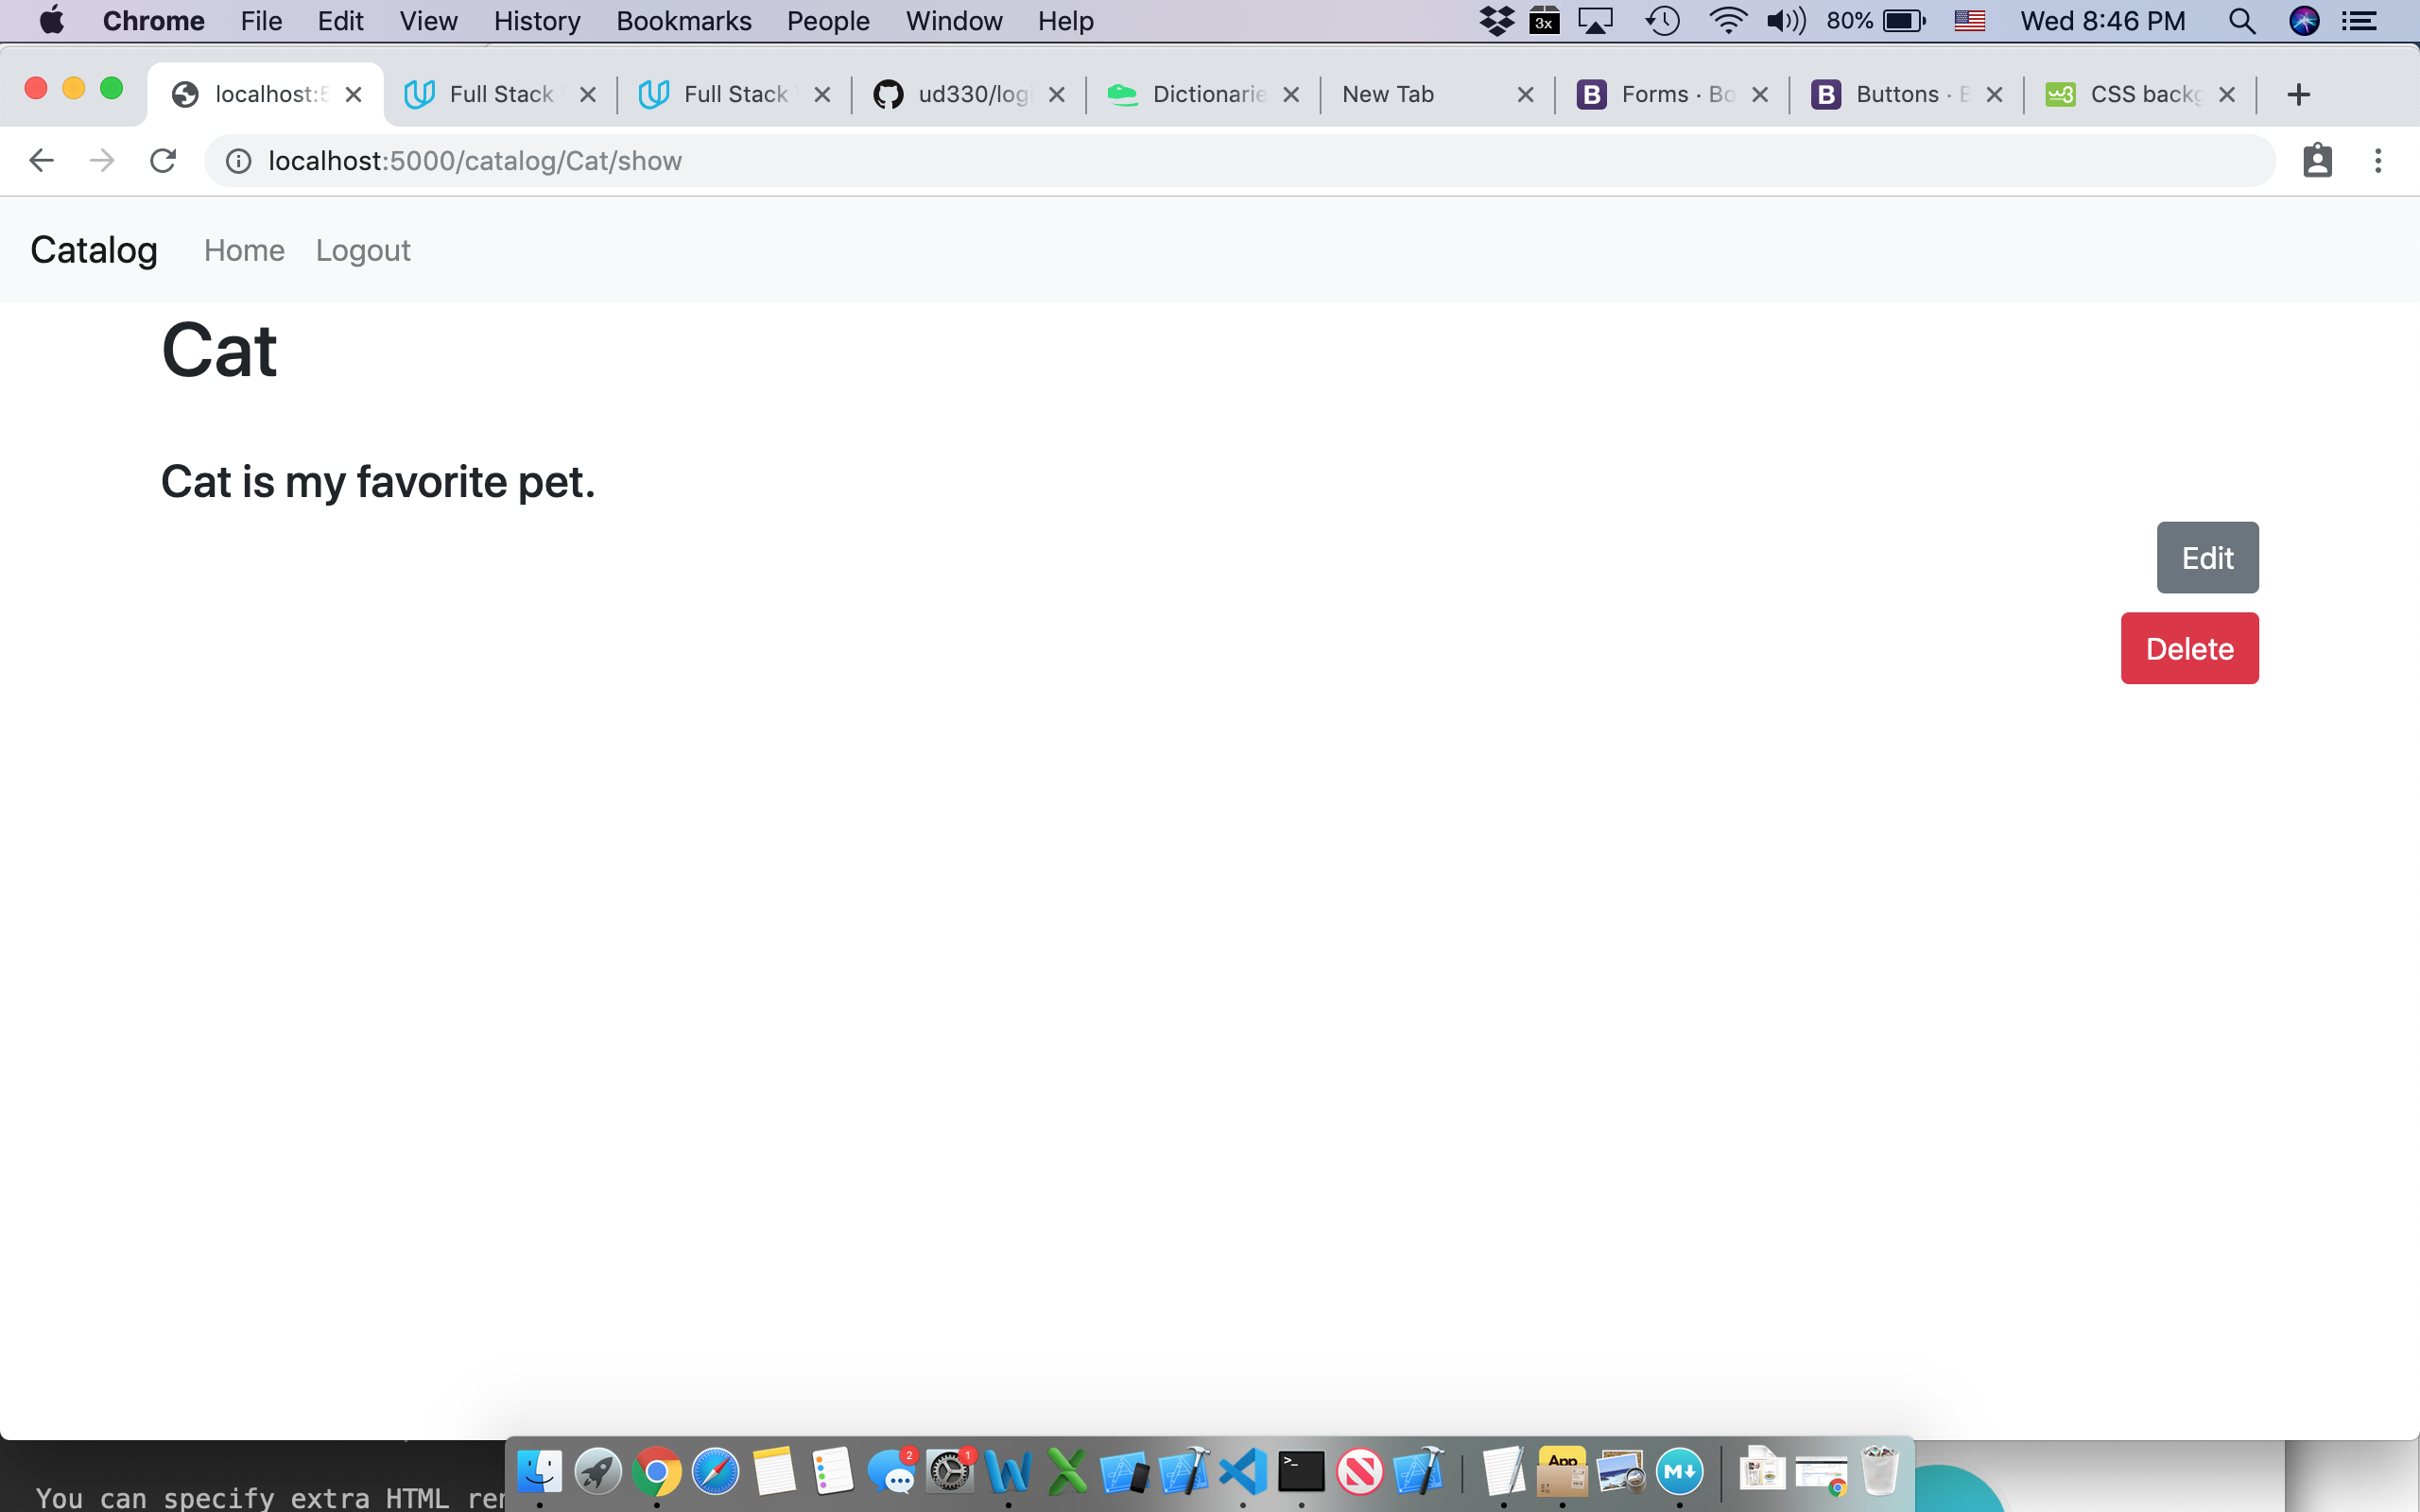 Chrome File Edit View History Bookmarks People Window Help 3x 80% Wed 8:46 PM
localhost:5 Full Stack Full Stack ud330/logi Dictionarie New Tab B Forms · Bo B Buttons · B w3 CSS backg
localhost:5000/catalog/Cat/show
Catalog Home Logout
Cat
Cat is my favorite pet.
Edit
Delete
2 1 App
You can specify extra HTML ren